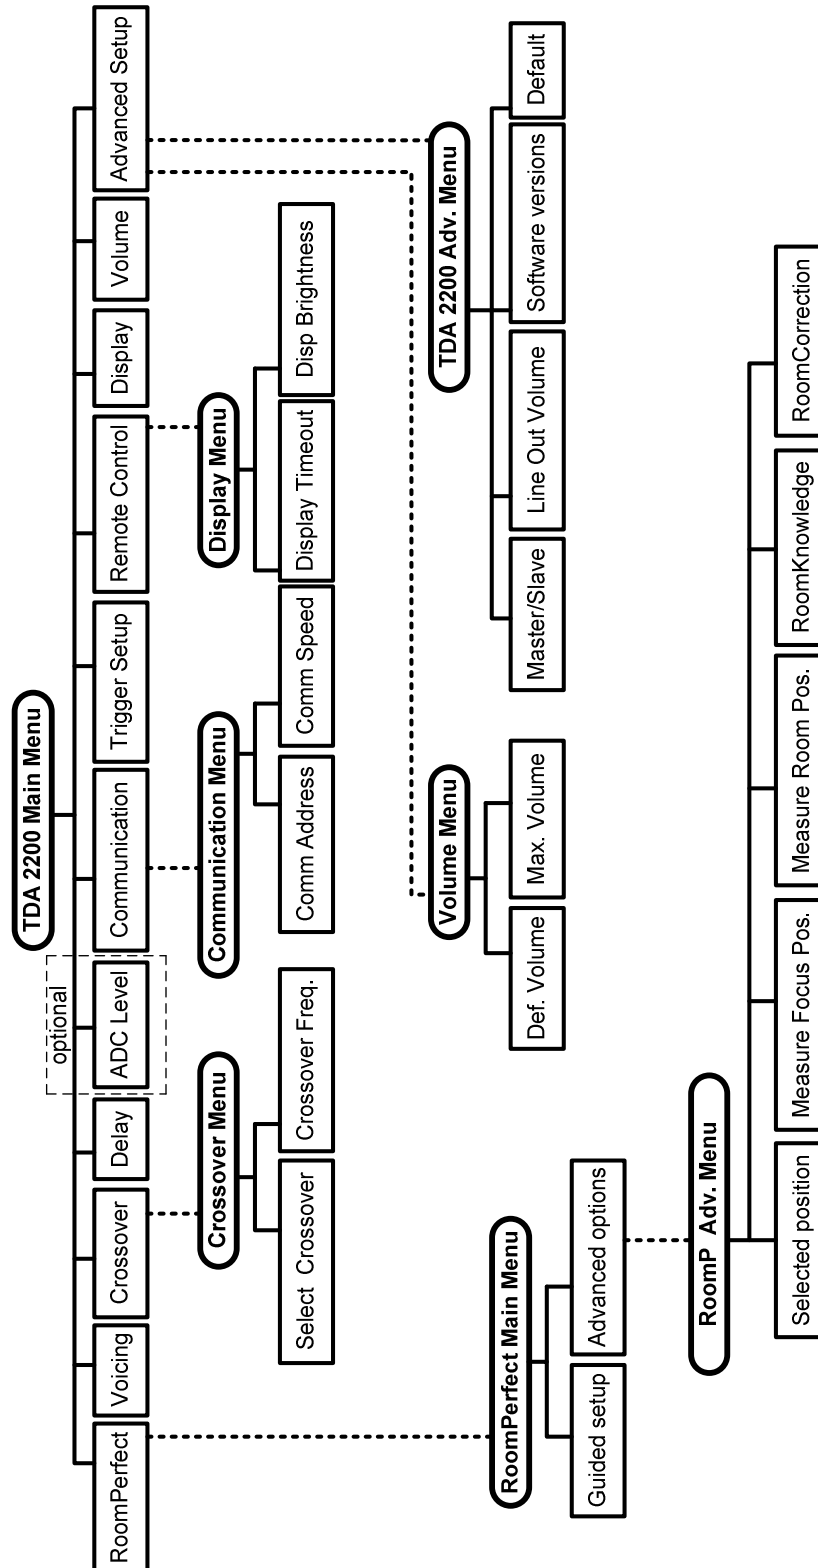 TDA 2200 Main Menu
optional
RoomPerfect
Voicing
Crossover
Delay
ADC Level
Communication
Trigger Setup
Remote Control
Display
Volume
Advanced Setup
Crossover Menu
Communication Menu
Display Menu
Select Crossover
Crossover Freq.
Comm Address
Comm Speed
Display Timeout
Disp Brightness
Volume Menu
TDA 2200 Adv. Menu
RoomPerfect Main Menu
Def. Volume
Max. Volume
Master/Slave
Line Out Volume
Software versions
Default
Guided setup
Advanced options
RoomP Adv. Menu
Selected position
Measure Focus Pos.
Measure Room Pos.
RoomKnowledge
RoomCorrection